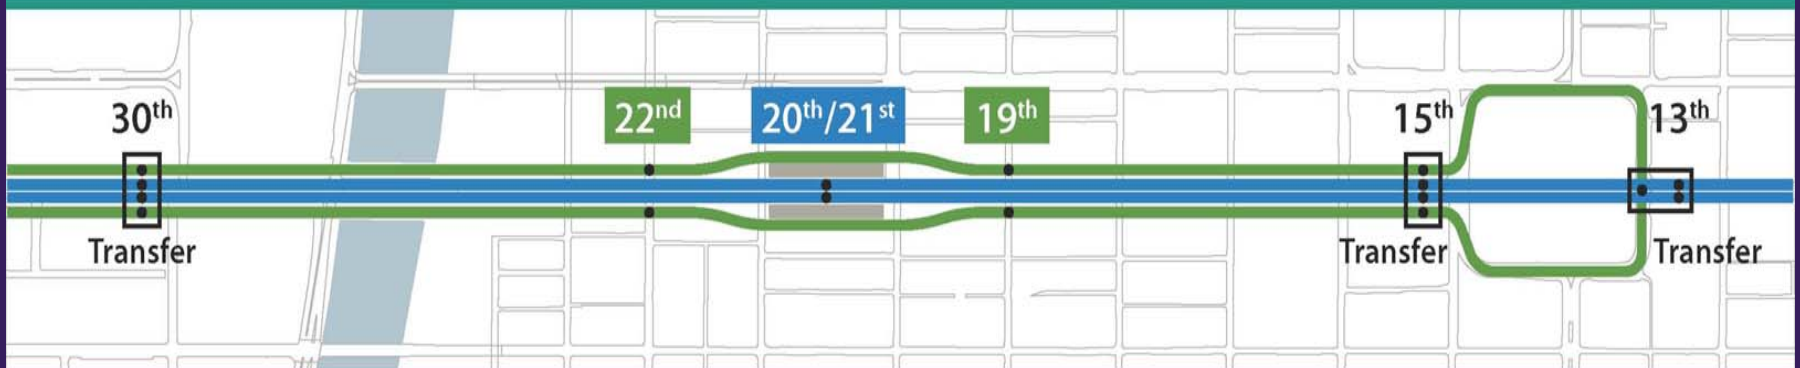 30th
22nd
20th/21st
19th
15th
13th
Transfer
Transfer
Transfer